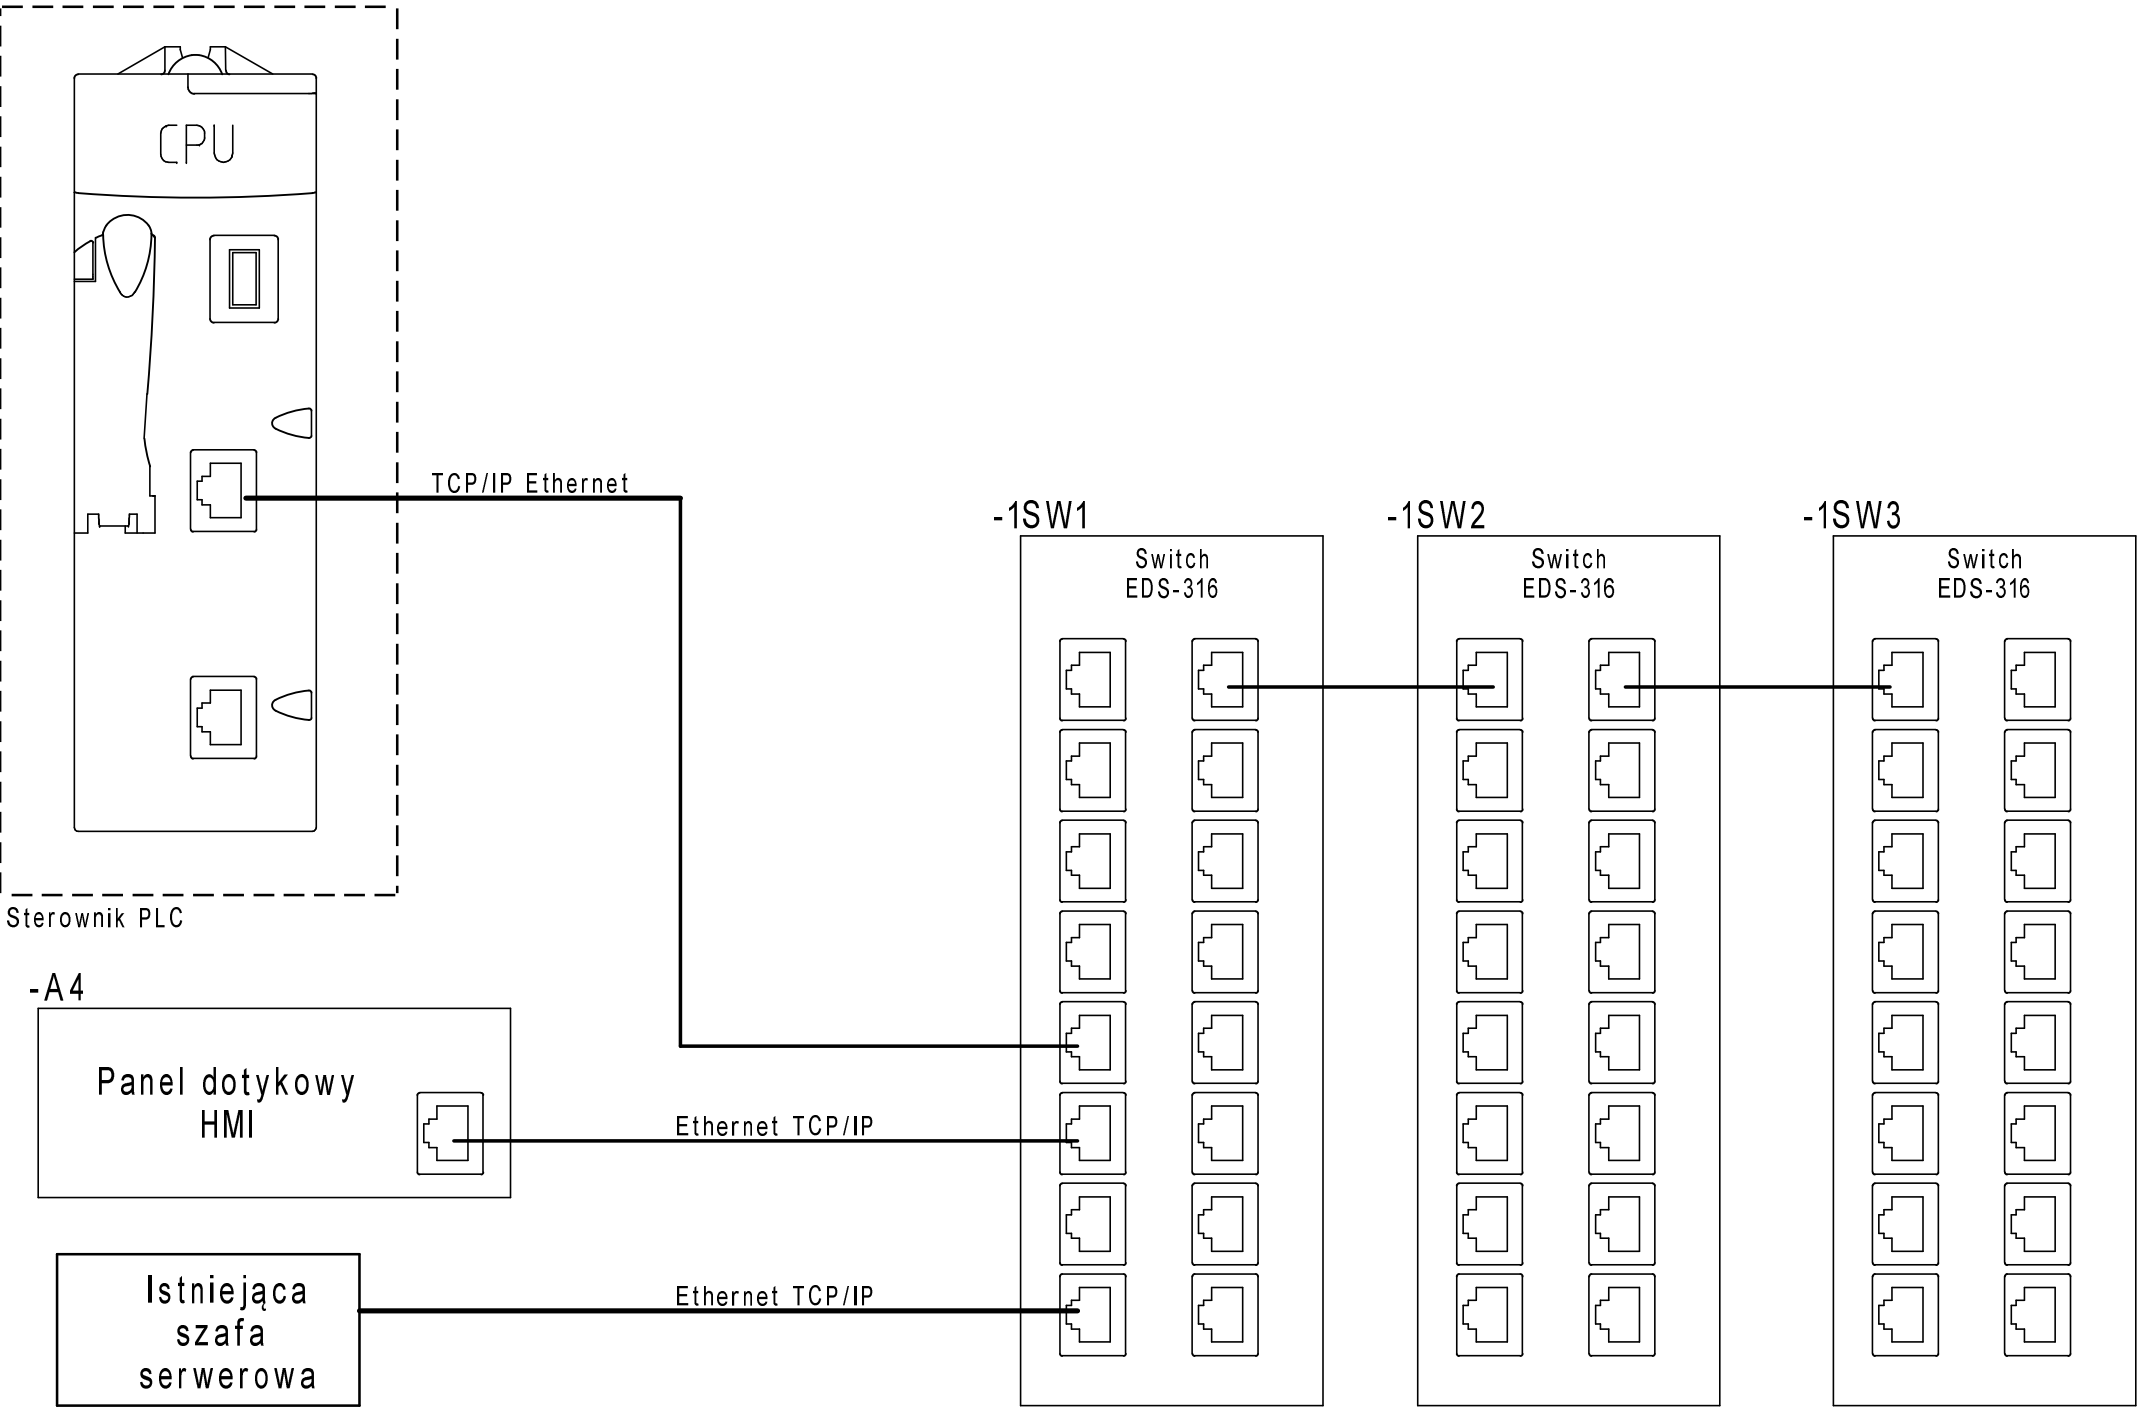 CPU
TCP/IP Ethernet
Sterownik PLC
-1SW1
Switch
EDS-316
-1SW2
Switch
EDS-316
-1SW3
Switch
EDS-316
-A4
Panel dotykowy
HMI
Ethernet TCP/IP
Istniejąca
szafa
serwerowa
Ethernet TCP/IP